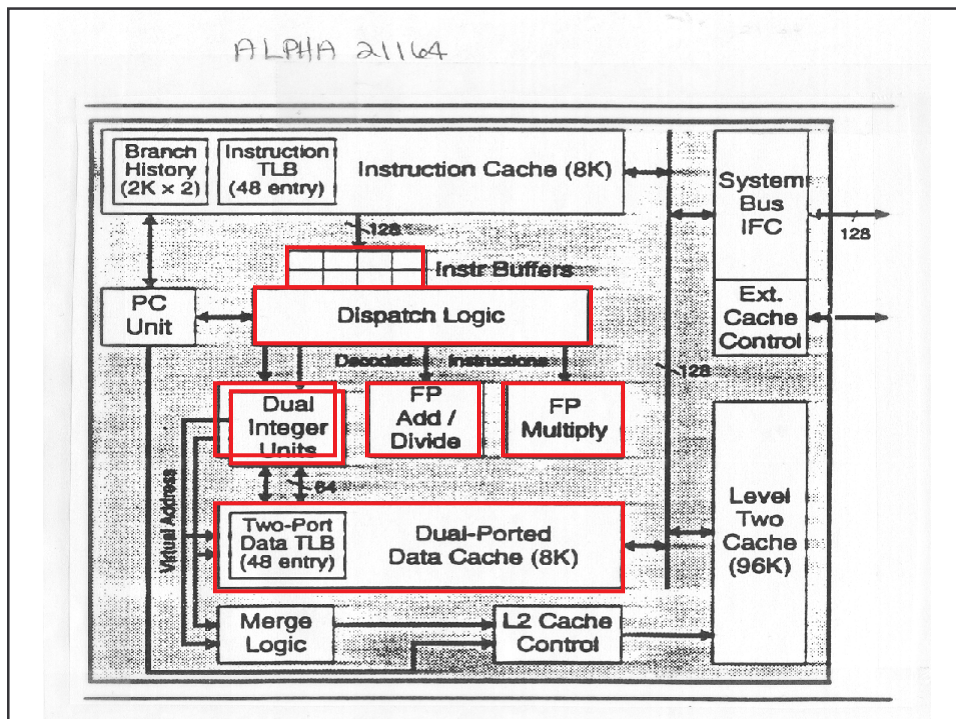 ALPHA 21164
Branch
History
(2K × 2)
Instruction
TLB
(48 entry)
Instruction Cache (8K)
128
Instr Buffers
PC
Unit
Dispatch Logic
Decoded Instructions
Dual
Integer
Units
FP
Add /
Divide
FP
Multiply
64
Virtual Address
Two-Port
Data TLB
(48 entry)
Dual-Ported
Data Cache (8K)
Merge
Logic
L2 Cache
Control
128
System
Bus
IFC
128
Ext.
Cache
Control
Level
Two
Cache
(96K)